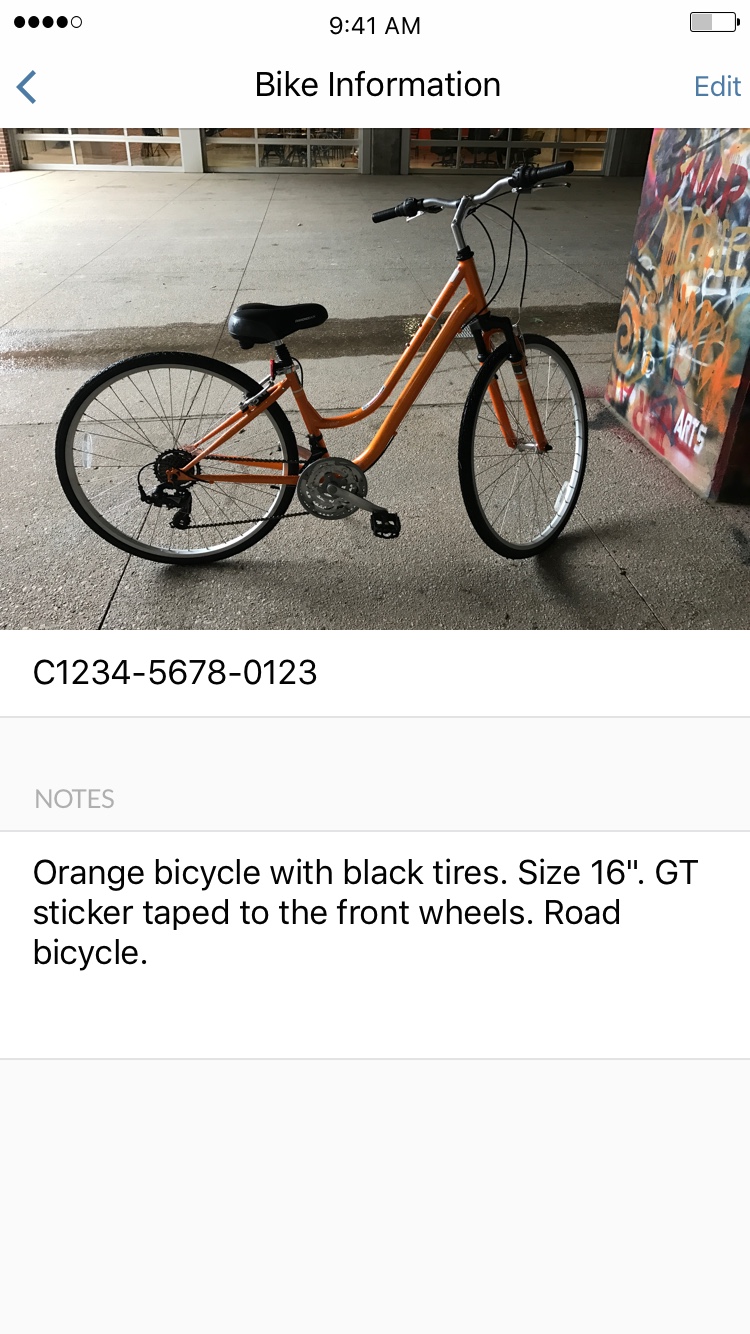 9:41 AM
Bike Information
Edit
ARTS
C1234-5678-0123
NOTES
Orange bicycle with black tires. Size 16". GT
sticker taped to the front wheels. Road
bicycle.